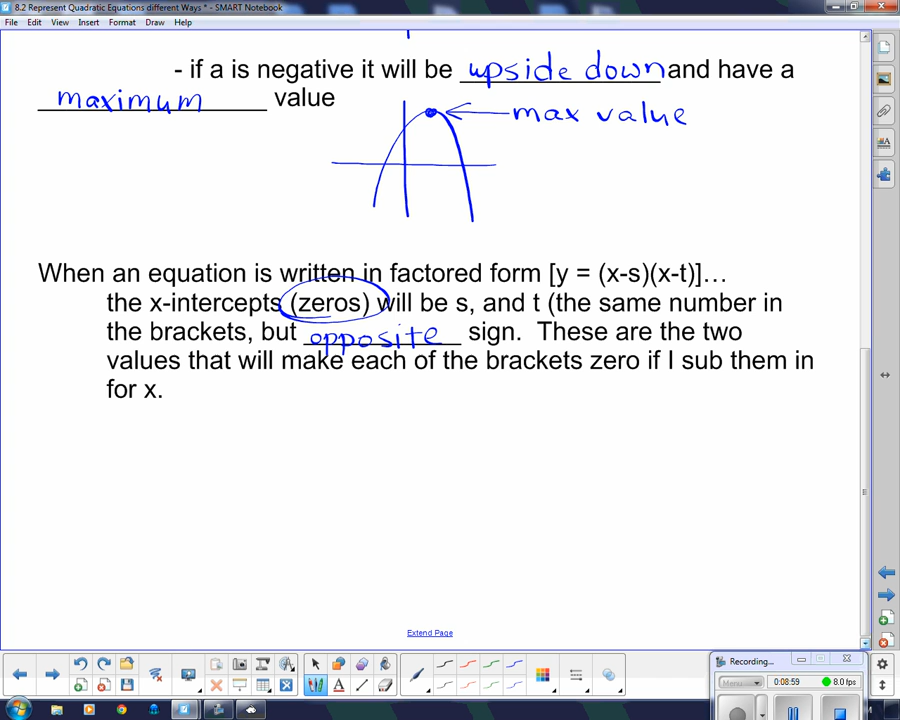 8.2 Represent Quadratic Equations different Ways * - SMART Notebook
File Edit View Insert Format Draw Help
- if a is negative it will be upside down and have a
maximum value
max value
When an equation is written in factored form [y = (x-s)(x-t)]…
the x-intercepts (zeros) will be s, and t (the same number in
the brackets, but opposite sign. These are the two
values that will make each of the brackets zero if I sub them in
for x.
Extend Page
Recording...
Menu
0:08:59
8.0 fps